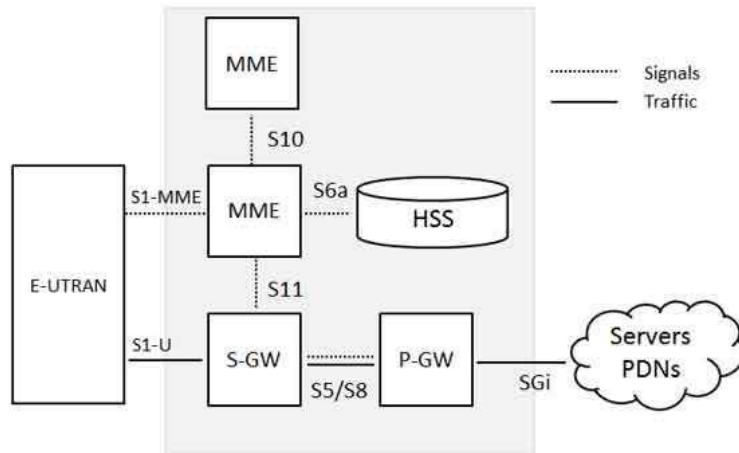 MME
Signals
Traffic
S10
S1-MME
MME
S6a
HSS
E-UTRAN
S11
S1-U
S-GW
S5/S8
P-GW
SGi
Servers
PDNs